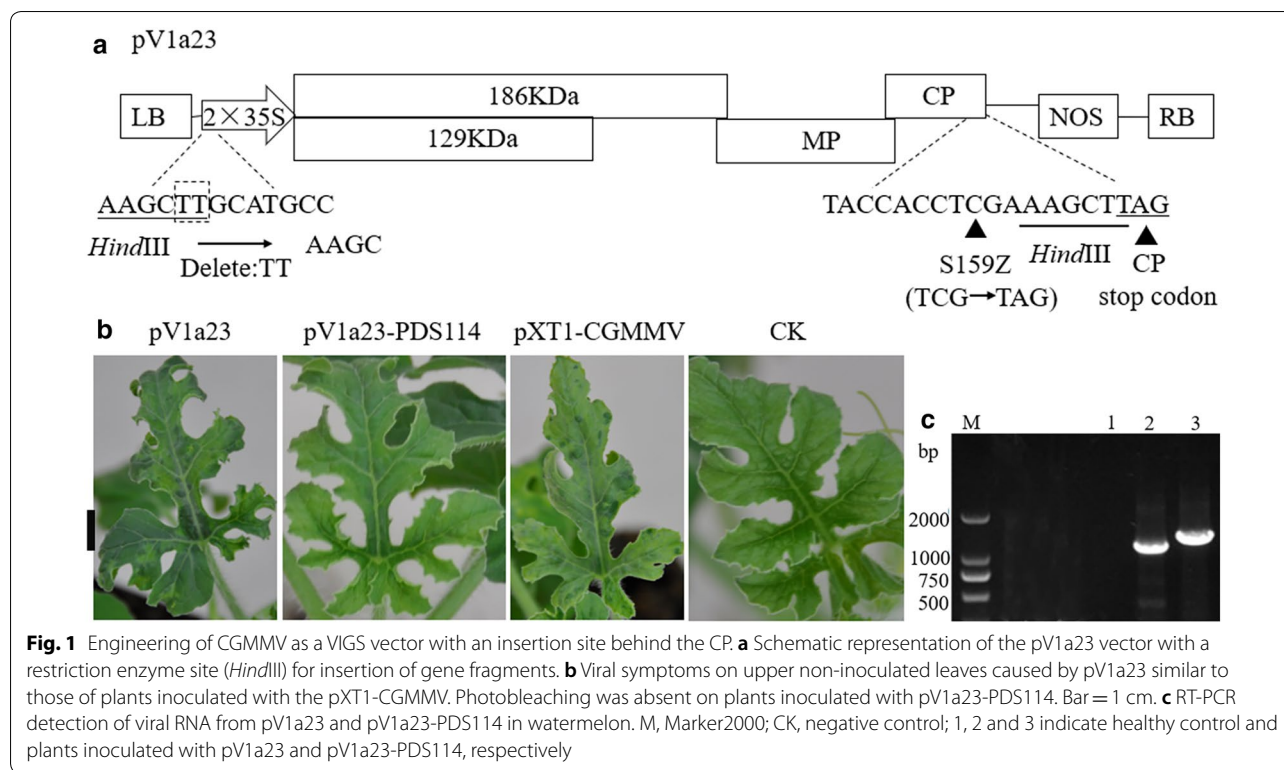 a pV1a23
LB 2×35S 186KDa 129KDa MP CP NOS RB
AAGCTTGCATGCC
HindIII
Delete:TT
AAGC
TACCACCTCGAAAGCTTAG
S159Z
(TCG→TAG)
HindIII
CP
stop codon
b pV1a23 pV1a23-PDS114 pXT1-CGMMV CK
c M 1 2 3
bp
2000
1000
750
500
Fig. 1 Engineering of CGMMV as a VIGS vector with an insertion site behind the CP. a Schematic representation of the pV1a23 vector with a
restriction enzyme site (HindIII) for insertion of gene fragments. b Viral symptoms on upper non-inoculated leaves caused by pV1a23 similar to
those of plants inoculated with the pXT1-CGMMV. Photobleaching was absent on plants inoculated with pV1a23-PDS114. Bar = 1 cm. c RT-PCR
detection of viral RNA from pV1a23 and pV1a23-PDS114 in watermelon. M, Marker2000; CK, negative control; 1, 2 and 3 indicate healthy control and
plants inoculated with pV1a23 and pV1a23-PDS114, respectively